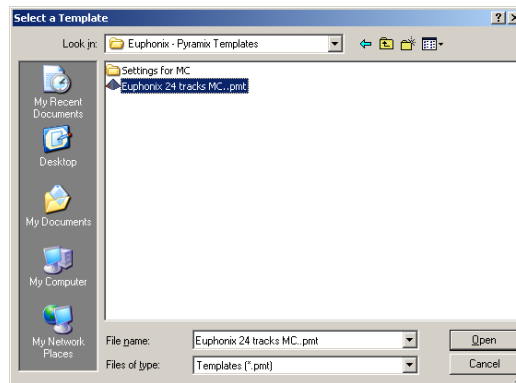 Select a Template
Look in: Euphonix - Pyramix Templates
Settings for MC
Euphonix 24 tracks MC..pmt
My Recent
Documents
Desktop
My Documents
My Computer
My Network
Places
File name: Euphonix 24 tracks MC..pmt Open
Files of type: Templates (*.pmt) Cancel